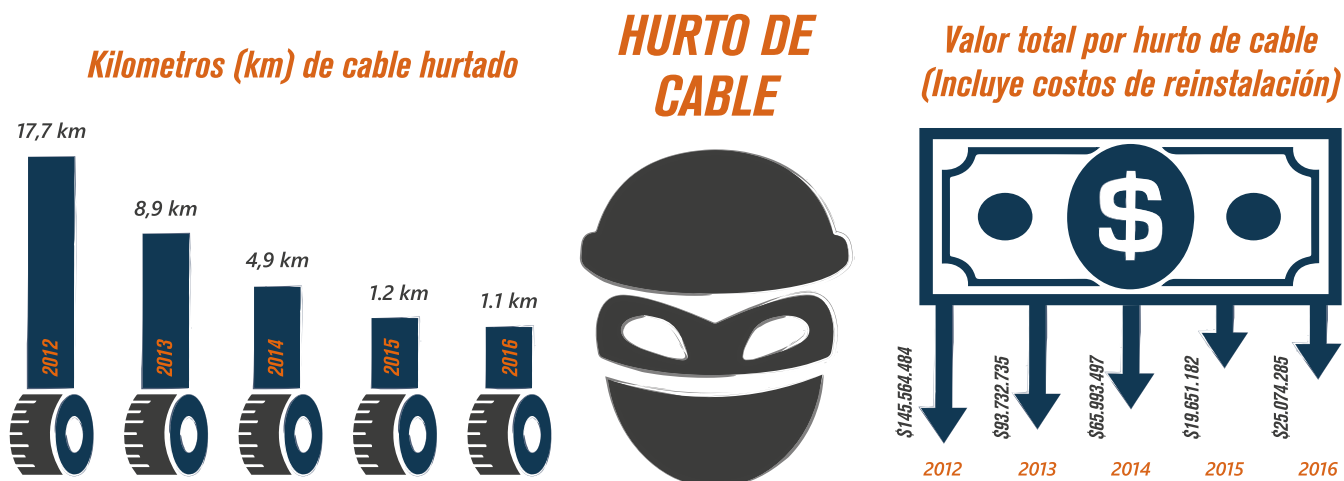 Kilometros (km) de cable hurtado
17,7 km
8,9 km
4,9 km
1.2 km
1.1 km
2012
2013
2014
2015
2016
HURTO DE
CABLE
Valor total por hurto de cable
(Incluye costos de reinstalación)
$
$145.564.484
$93.732.735
$65.993.497
$19.651.182
$25.074.285
2012
2013
2014
2015
2016